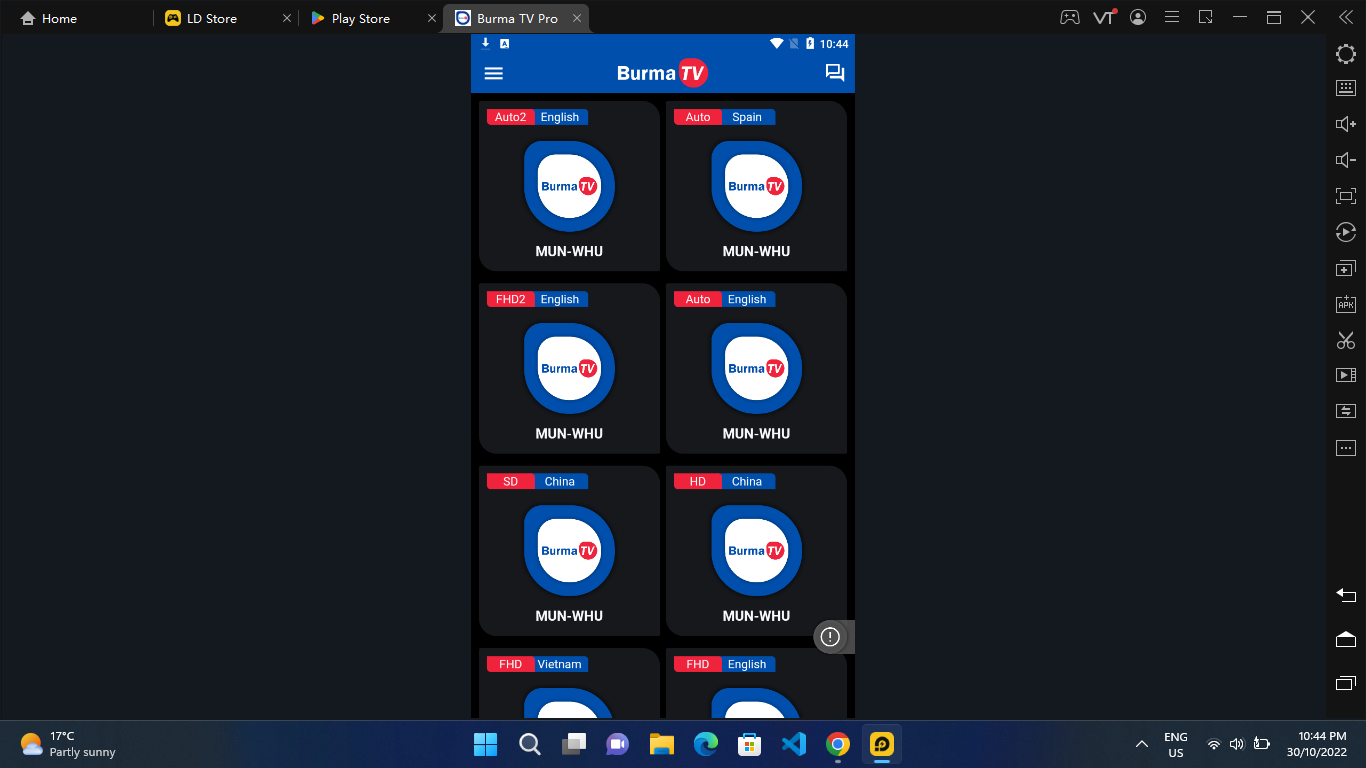 Home
LD Store
Play Store
Burma TV Pro
VT
A
10:44
Burma TV
Auto2 English
Burma TV
MUN-WHU
Auto Spain
Burma TV
MUN-WHU
FHD2 English
Burma TV
MUN-WHU
Auto English
Burma TV
MUN-WHU
SD China
Burma TV
MUN-WHU
HD China
Burma TV
MUN-WHU
FHD Vietnam
FHD English
APK
17°C
Partly sunny
ENG
US
10:44 PM
30/10/2022